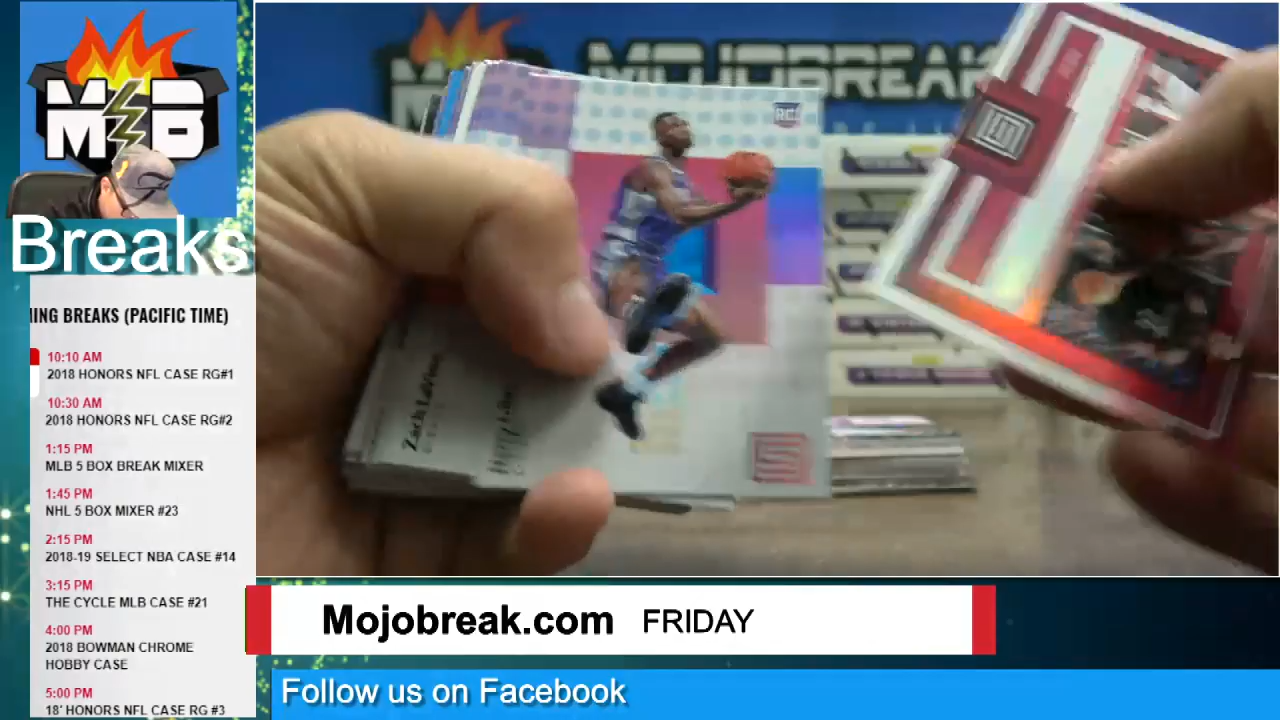 M B
Breaks
ING BREAKS (PACIFIC TIME)
10:10 AM
2018 HONORS NFL CASE RG#1
10:30 AM
2018 HONORS NFL CASE RG#2
1:15 PM
MLB 5 BOX BREAK MIXER
1:45 PM
NHL 5 BOX MIXER #23
2:15 PM
2018-19 SELECT NBA CASE #14
3:15 PM
THE CYCLE MLB CASE #21
4:00 PM
2018 BOWMAN CHROME
HOBBY CASE
5:00 PM
18' HONORS NFL CASE RG #3
MOJOBREAK
RC
Zach LaVine
Mojobreak.com FRIDAY
Follow us on Facebook